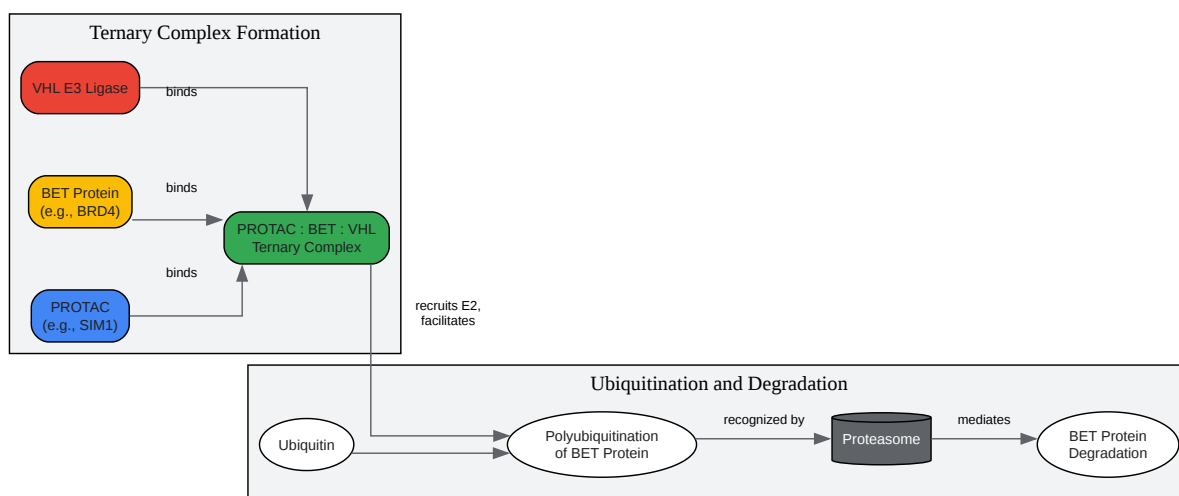 Ternary Complex Formation
VHL E3 Ligase
binds
BET Protein
(e.g., BRD4)
binds
PROTAC : BET : VHL
Ternary Complex
binds
PROTAC
(e.g., SIM1)
recruits E2,
facilitates
Ubiquitination and Degradation
Ubiquitin
Polyubiquitination
of BET Protein
recognized by
Proteasome
mediates
BET Protein
Degradation